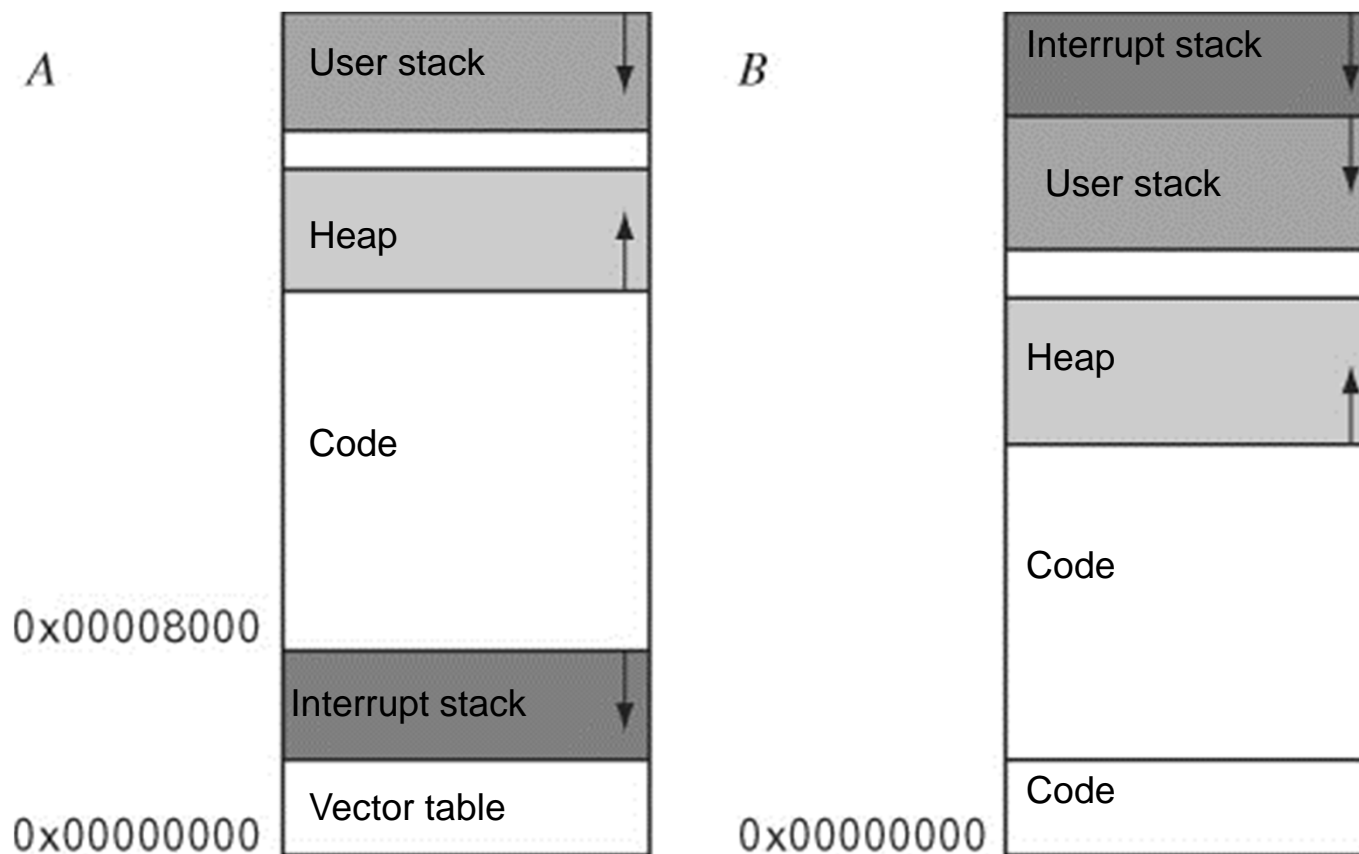 A
User stack
Heap
Code
0x00008000
Interrupt stack
Vector table
0x00000000
B
Interrupt stack
User stack
Heap
Code
Code
0x00000000